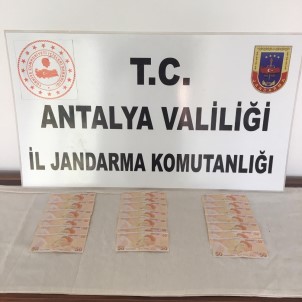 T.C.
ANTALYA VALİLİĞİ
İL JANDARMA KOMUTANLIĞI